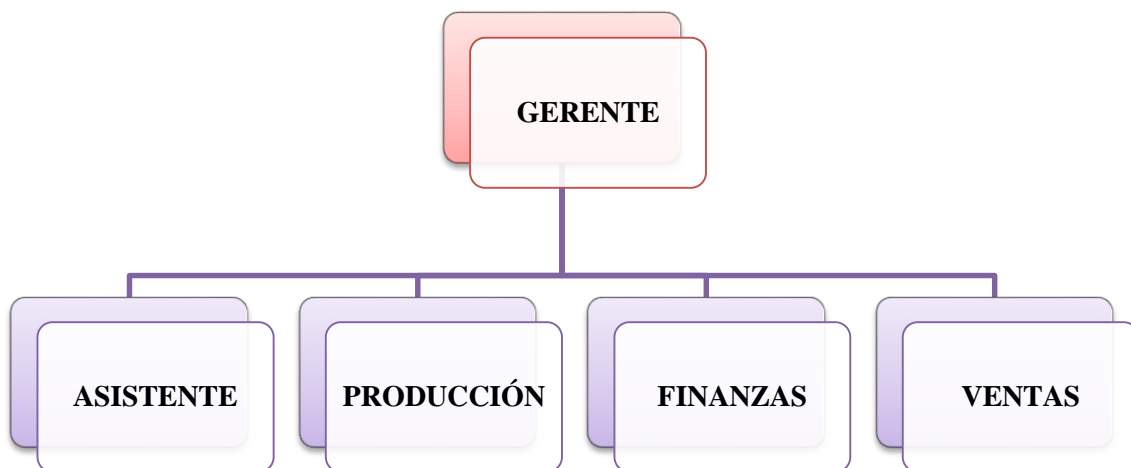 GERENTE
ASISTENTE
PRODUCCIÓN
FINANZAS
VENTAS